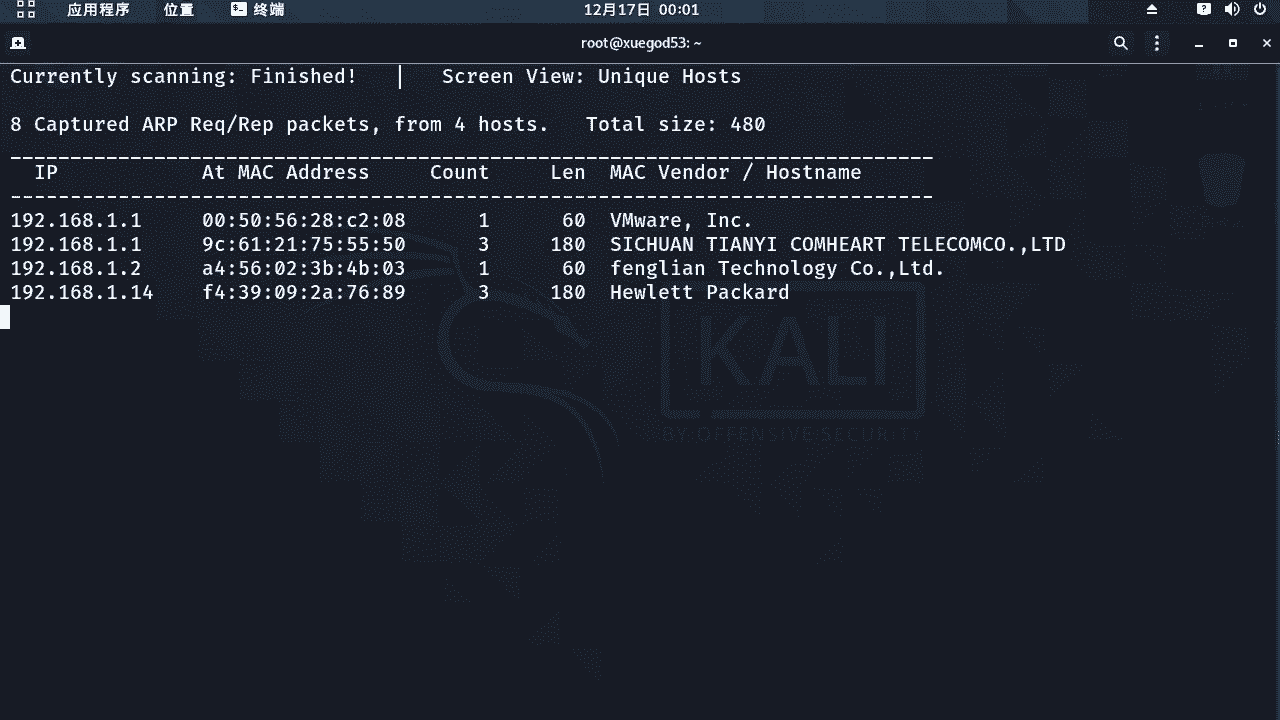 应用程序 位置 终端 12月17日 00:01
root@xuegod53: ~
Currently scanning: Finished! | Screen View: Unique Hosts
8 Captured ARP Req/Rep packets, from 4 hosts. Total size: 480
_____________________________________________________________________________
IP At MAC Address Count Len MAC Vendor / Hostname
-----------------------------------------------------------------------------
192.168.1.1 00:50:56:28:c2:08 1 60 VMware, Inc.
192.168.1.1 9c:61:21:75:55:50 3 180 SICHUAN TIANYI COMHEART TELECOMCO.,LTD
192.168.1.2 a4:56:02:3b:4b:03 1 60 fenglian Technology Co.,Ltd.
192.168.1.14 f4:39:09:2a:76:89 3 180 Hewlett Packard
KALI
BY OFFENSIVE SECURITY